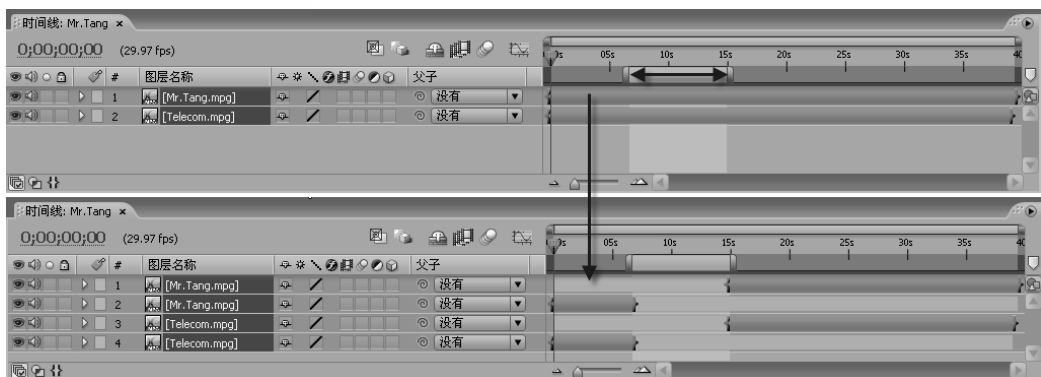 时间线: Mr.Tang ×
0;00;00;00 (29.97 fps)
05s 10s 15s 20s 25s 30s 35s 40
# 图层名称 父子
1 [Mr.Tang.mpg] 没有
2 [Telecom.mpg] 没有
时间线: Mr.Tang ×
0;00;00;00 (29.97 fps)
05s 10s 15s 20s 25s 30s 35s 40
# 图层名称 父子
1 [Mr.Tang.mpg] 没有
2 [Mr.Tang.mpg] 没有
3 [Telecom.mpg] 没有
4 [Telecom.mpg] 没有